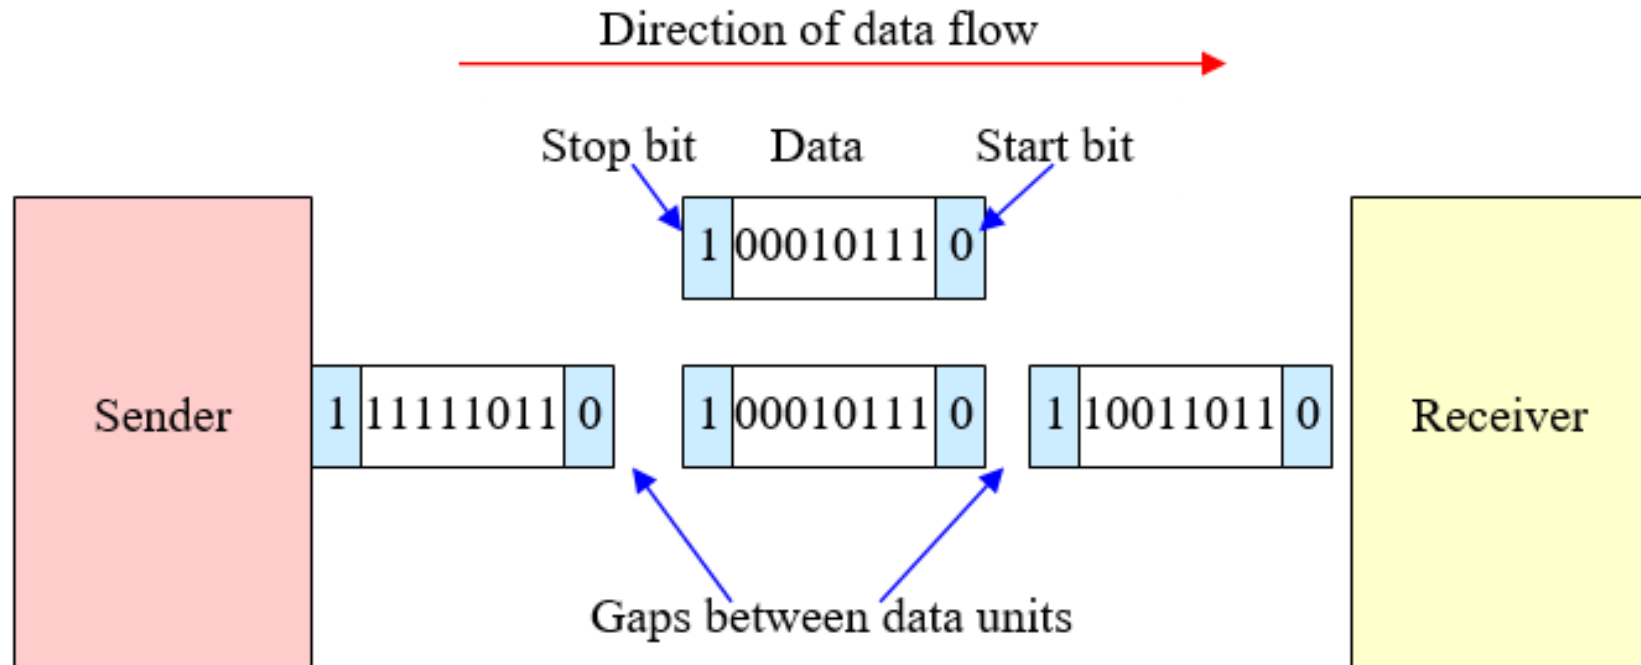 Direction of data flow
Stop bit Data Start bit
1 00010111 0
Sender 1 11111011 0 1 00010111 0 1 10011011 0 Receiver
Gaps between data units